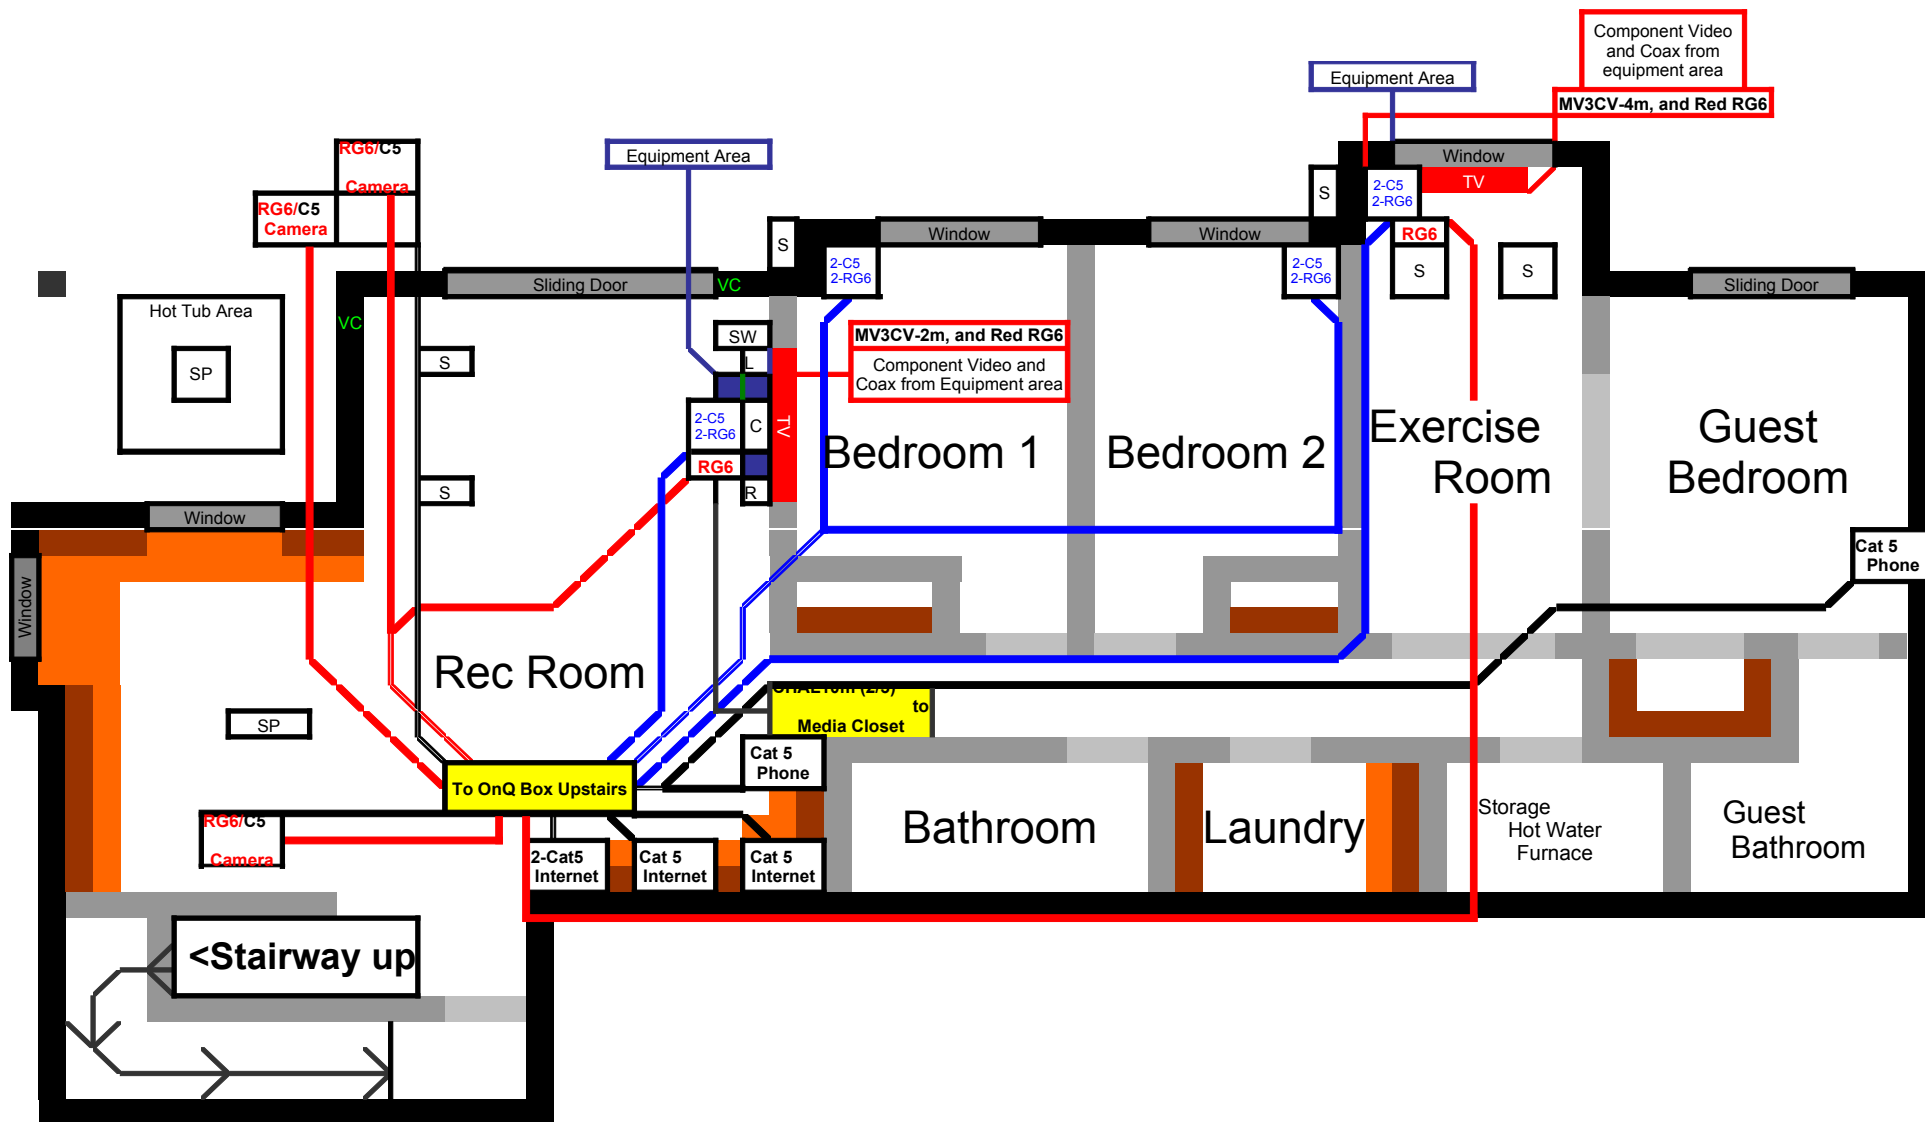 Component Video
and Coax from
equipment area
Equipment Area
MV3CV-4m, and Red RG6
RG6/C5
Camera
RG6/C5
Camera
Equipment Area
Window
TV
S
2-C5
2-RG6
S
Window
Window
RG6
2-C5
2-RG6
2-C5
2-RG6
S
S
Sliding Door
VC
Sliding Door
Hot Tub Area
VC
SP
S
SW
L
MV3CV-2m, and Red RG6
Component Video and
Coax from Equipment area
2-C5
2-RG6
C
TV
RG6
R
S
Bedroom 1
Bedroom 2
Exercise
Room
Guest
Bedroom
Window
Window
Cat 5
Phone
Rec Room
to
Media Closet
SP
Cat 5
Phone
To OnQ Box Upstairs
RG6/C5
Camera
2-Cat5
Internet
Cat 5
Internet
Cat 5
Internet
Bathroom
Laundry
Storage
Hot Water
Furnace
Guest
Bathroom
<Stairway up